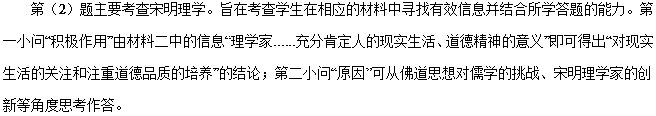 第（2）题主要考查宋明理学。旨在考查学生在相应的材料中寻找有效信息并结合所学答题的能力。第
一小问“积极作用”由材料二中的信息“理学家……充分肯定人的现实生活、道德精神的意义”即可得出“对现实
生活的关注和注重道德品质的培养”的结论；第二小问“原因”可从佛道思想对儒学的挑战、宋明理学家的创
新等角度思考作答。